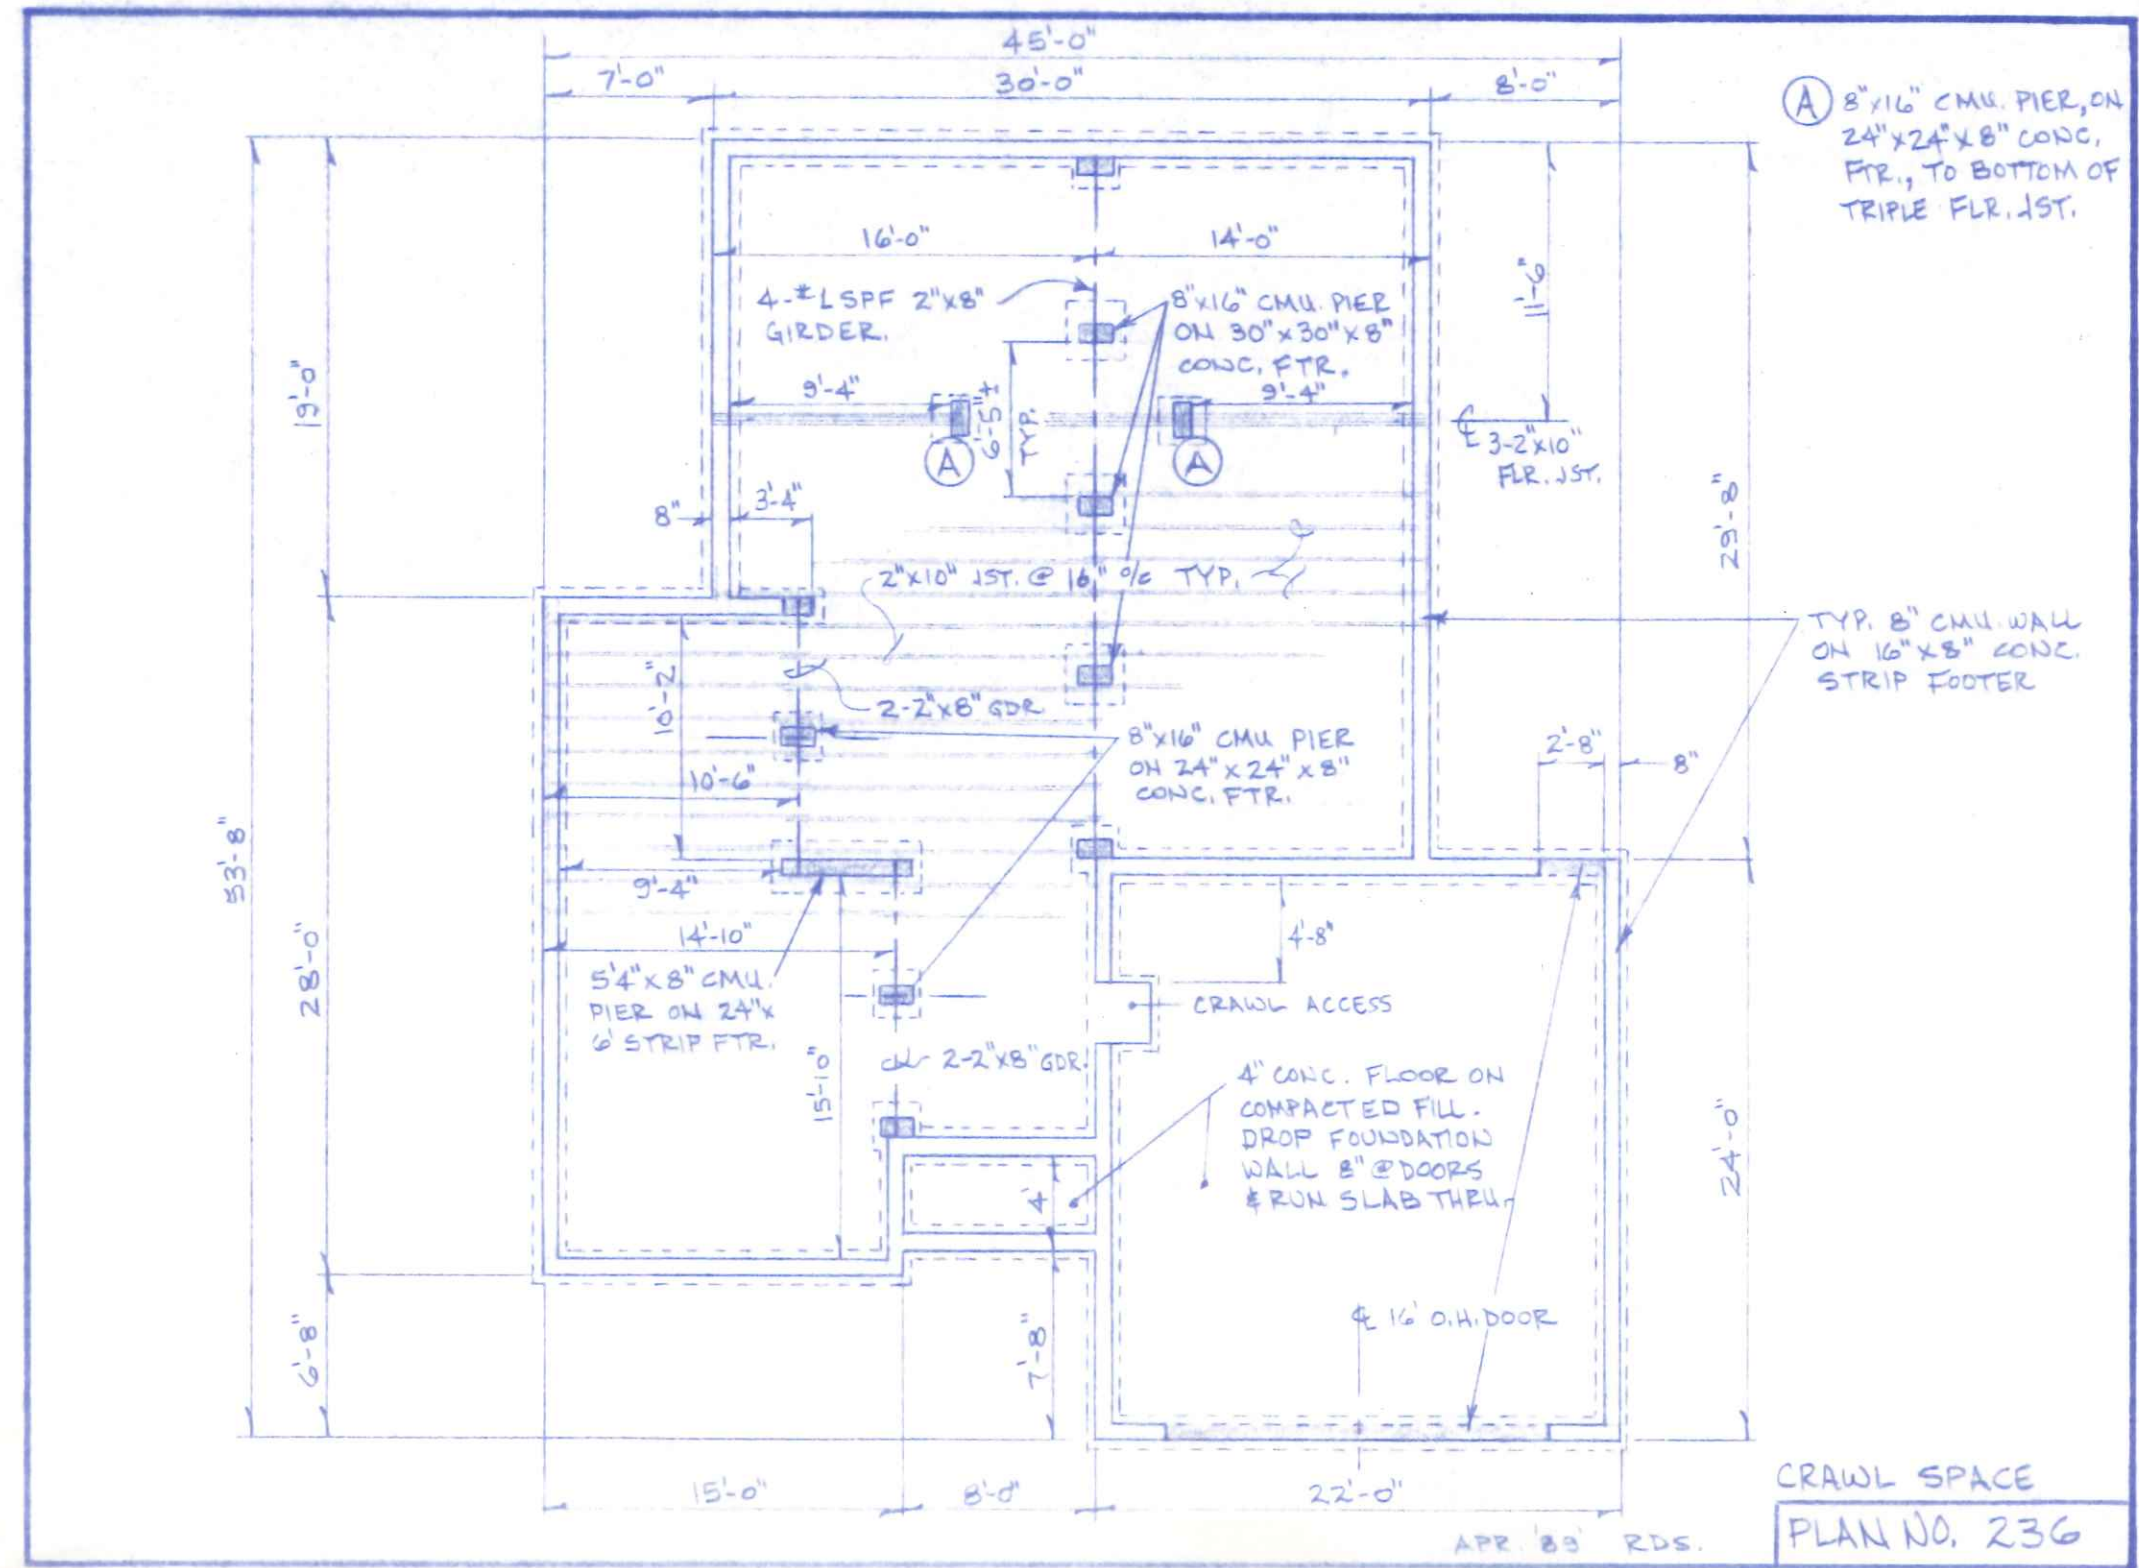 45'-0"
7'-0"
30'-0"
8'-0"
Ⓐ 8"x16" CMU. PIER, ON
24"x24"x8" CONC.
FTR., TO BOTTOM OF
TRIPLE FLR. JST.
16'-0"
14'-0"
11'-6"
4-#1 SPF 2"x8"
GIRDER.
8"x16" CMU. PIER
ON 30"x30"x8"
CONC. FTR.
19'-0"
9'-4"
6'-5"±
TYP.
9'-4"
A
A
℄ 3-2"x10"
FLR. JST.
8"
3'-4"
29'-8"
2"x10" JST. @ 16" o/c TYP.
TYP. 8" CMU. WALL
ON 16"x8" CONC.
STRIP FOOTER
10'-2"
2-2"x8" GDR
8"x16" CMU PIER
ON 24"x24"x8"
CONC. FTR.
2'-8"
8"
10'-6"
53'-8"
9'-4"
14'-10"
4'-8"
28'-0"
5'4"x8" CMU.
PIER ON 24"x
6' STRIP FTR.
CRAWL ACCESS
15'-10"
2-2"x8" GDR.
4" CONC. FLOOR ON
COMPACTED FILL.
DROP FOUNDATION
WALL 8" @ DOORS
& RUN SLAB THRU
24'-0"
4'
6'-8"
7'-8"
℄ 16' O.H. DOOR
15'-0"
8'-0"
22'-0"
CRAWL SPACE
PLAN NO. 236
APR. '89 RDS.